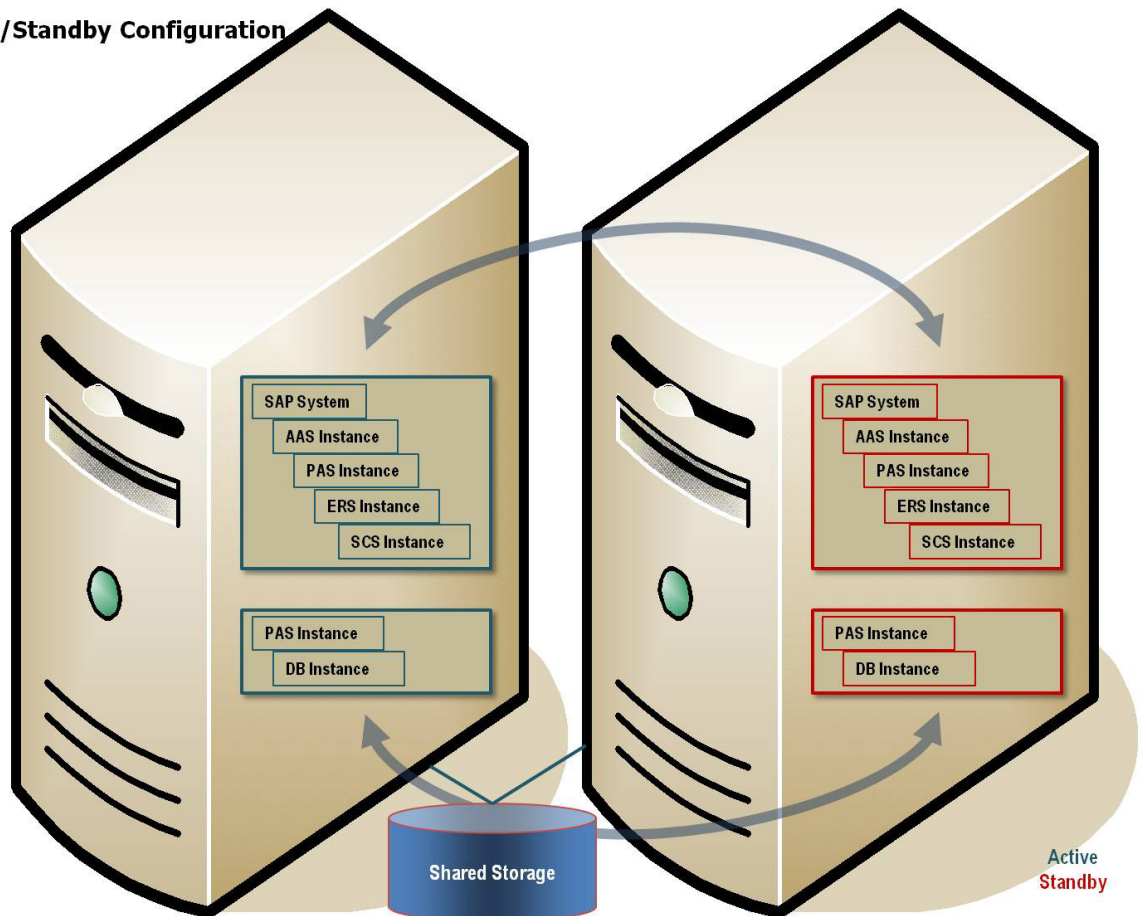 /Standby Configuration
SAP System
AAS Instance
PAS Instance
ERS Instance
SCS Instance
PAS Instance
DB Instance
SAP System
AAS Instance
PAS Instance
ERS Instance
SCS Instance
PAS Instance
DB Instance
Shared Storage
Active
Standby